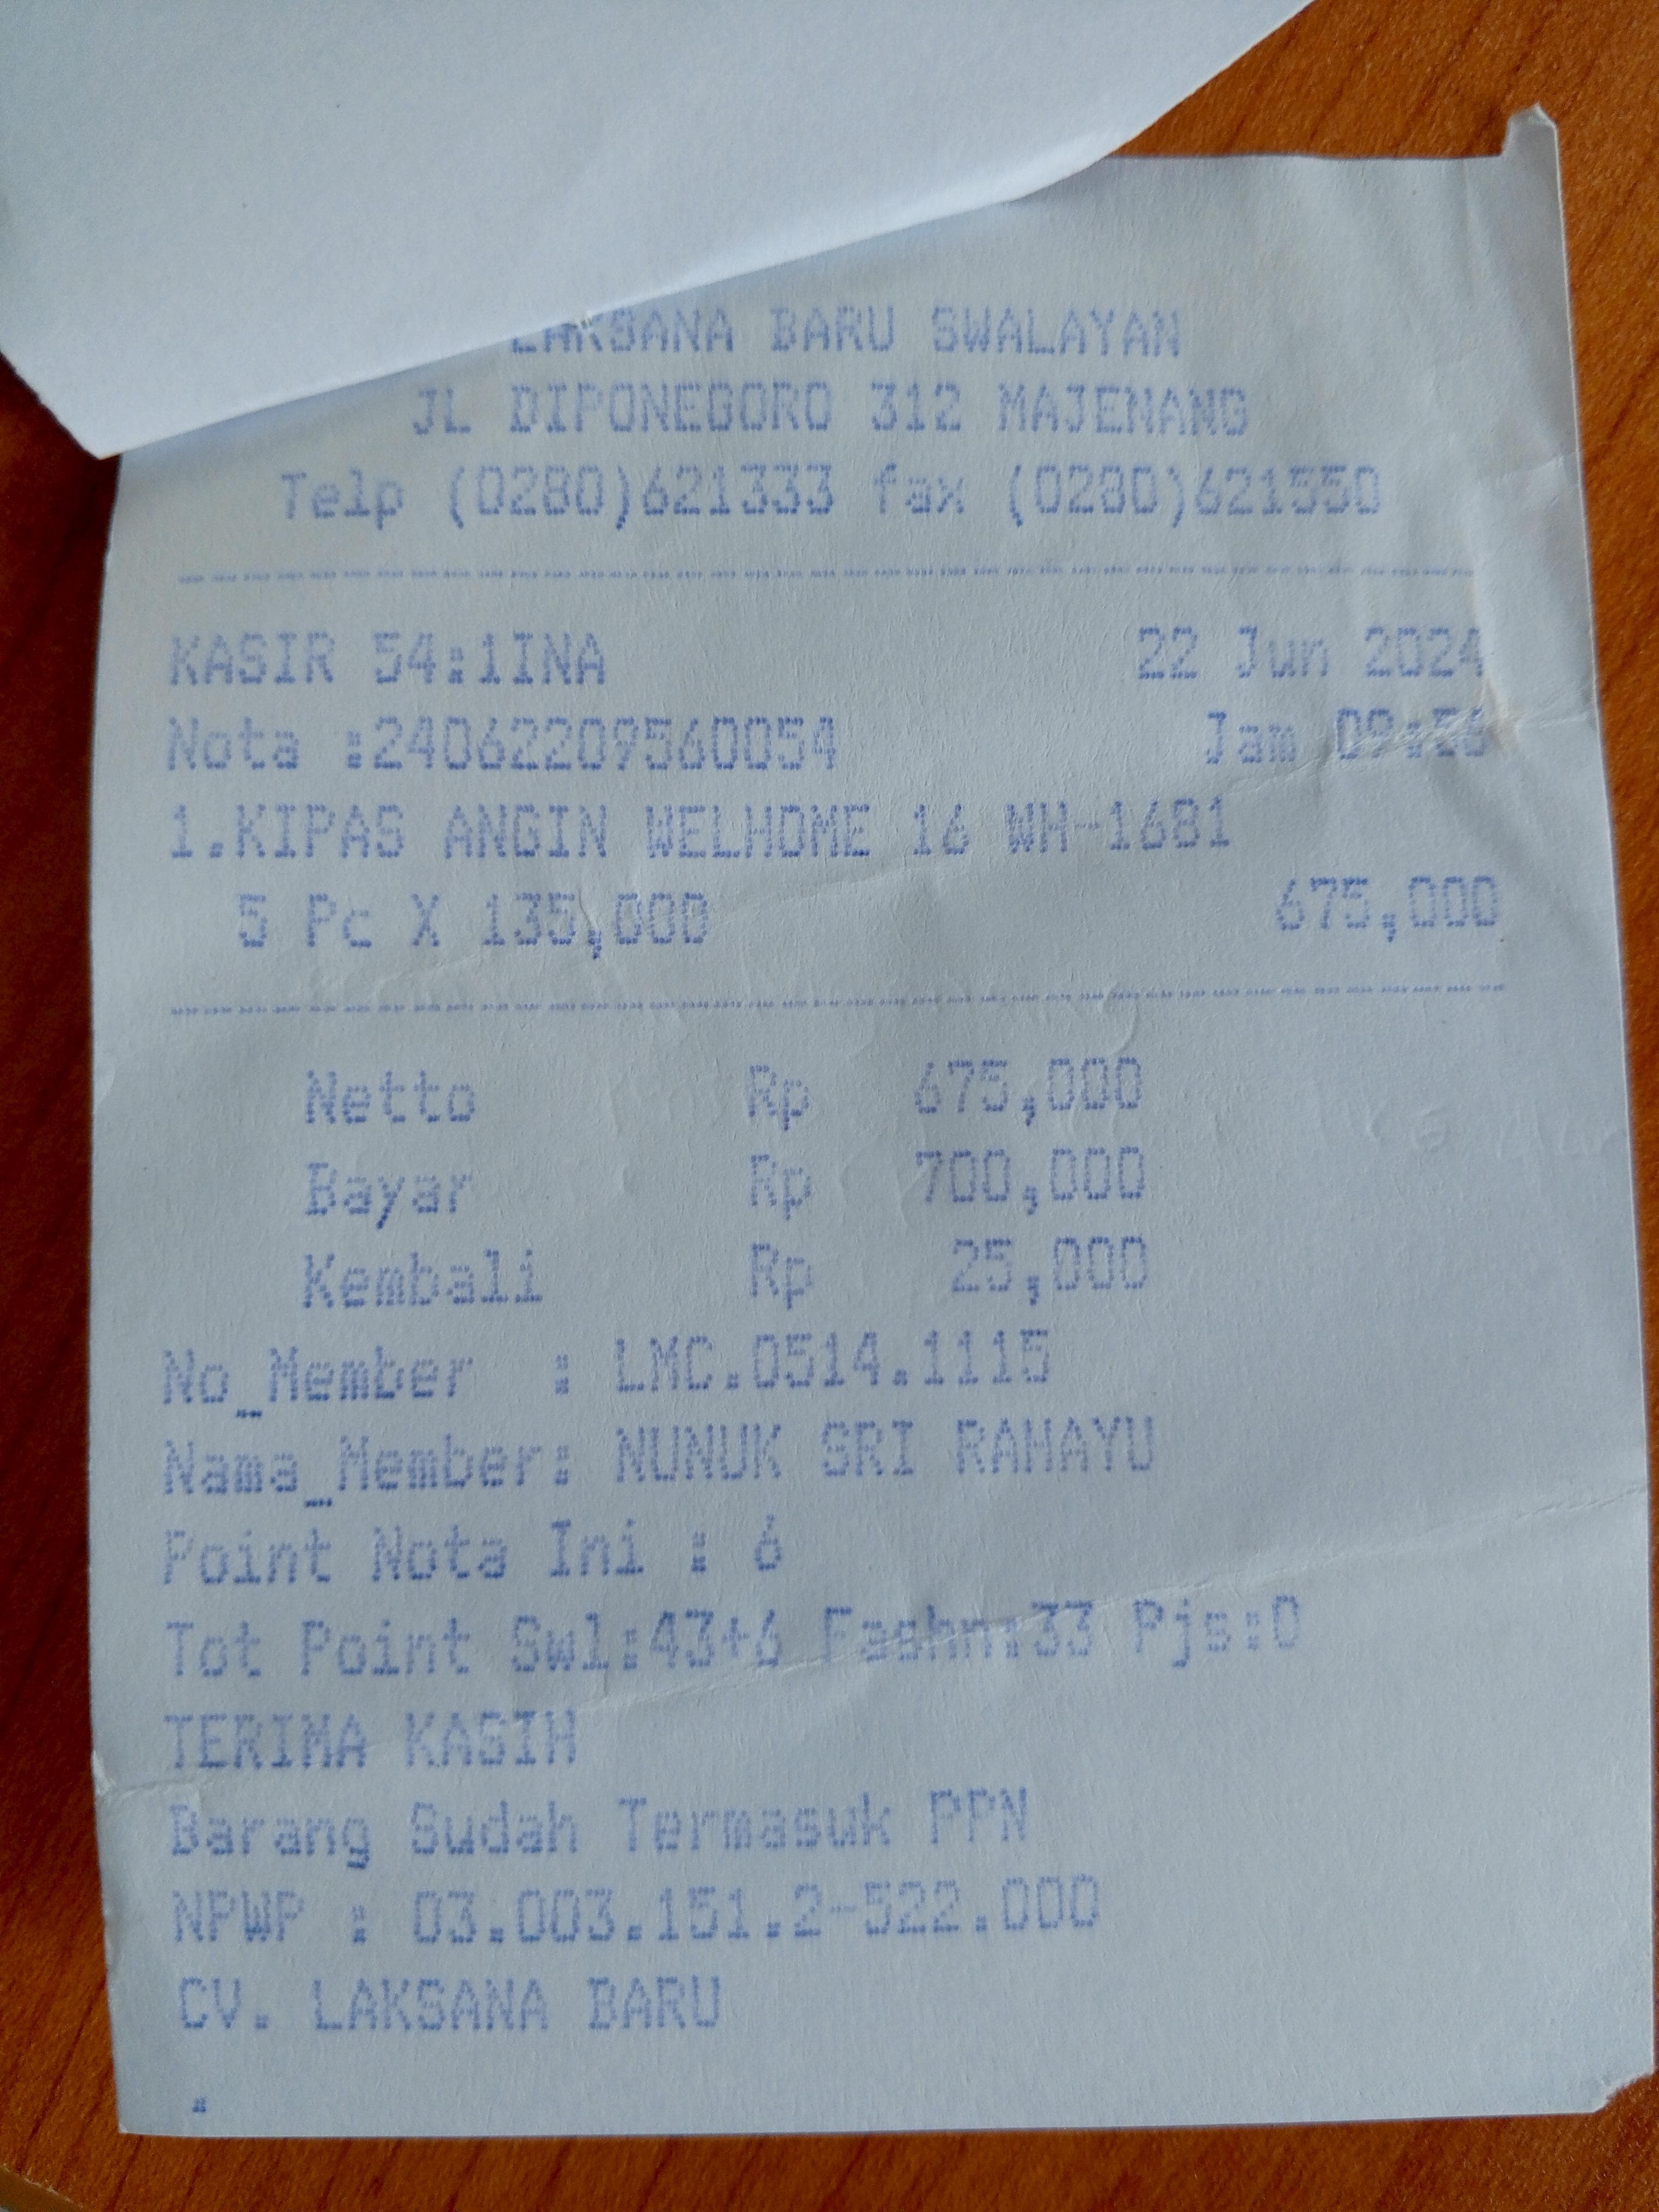 LAKSANA BARU SWALAYAN
JL DIPONEGORO 312 MAJENANG
Telp (0280)621333 fax (0280)621550
KASIR 54:1INA 22 Jun 2024
Nota :24062209560054 Jam 09:56
1.KIPAS ANGIN WELHOME 16 WH-1681
5 Pc X 135,000 675,000
Netto Rp 675,000
Bayar Rp 700,000
Kembali Rp 25,000
No_Member : LMC.0514.1115
Nama_Member: NUNUK SRI RAHAYU
Point Nota Ini : 6
Tot Point Swl:43+6 Fashn:33 Pjs:0
TERIMA KASIH
Barang Sudah Termasuk PPN
NPWP : 03.003.151.2-522.000
CV. LAKSANA BARU
.